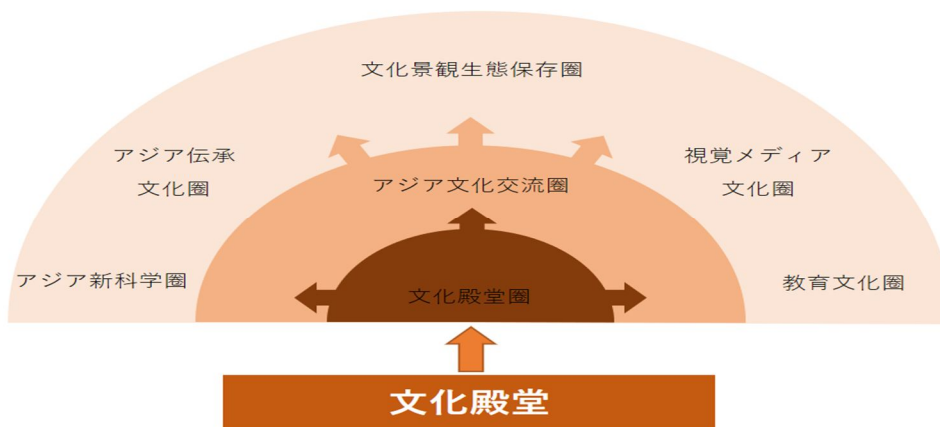 文化景観生態保存圏
アジア伝承
文化圏
視覚メディア
文化圏
アジア文化交流圏
アジア新科学圏
教育文化圏
文化殿堂圏
文化殿堂